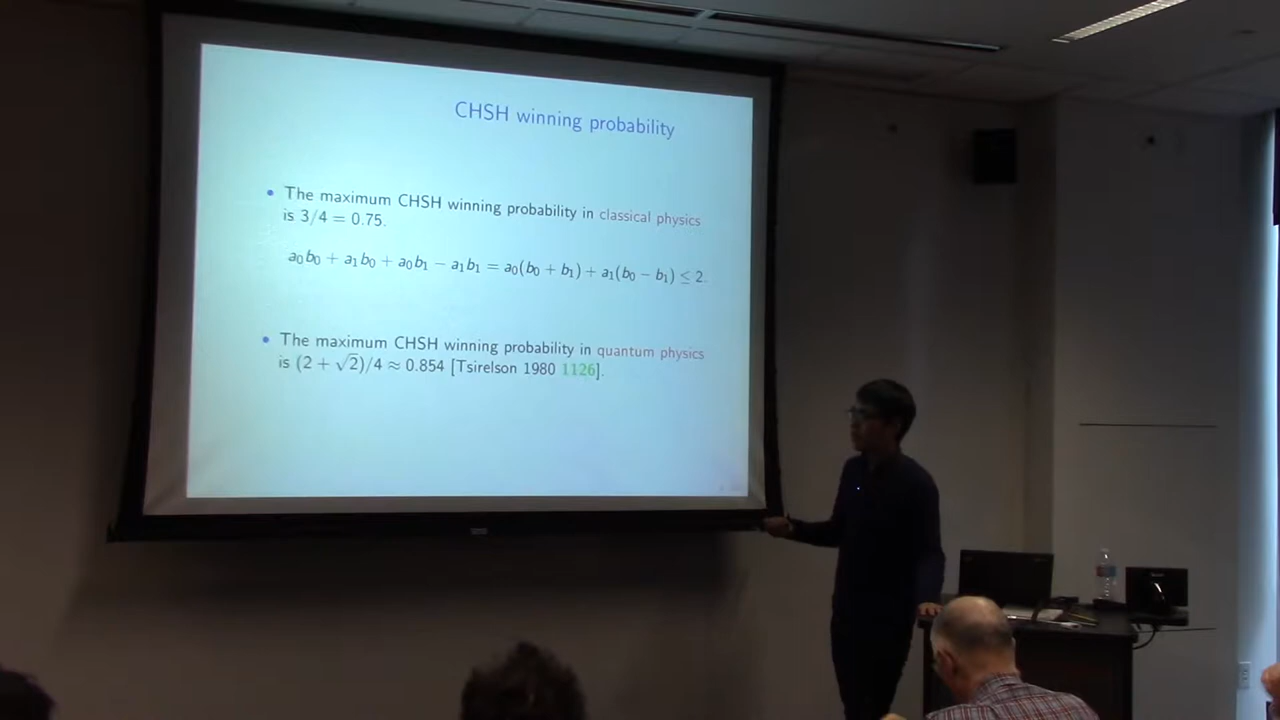 CHSH winning probability
• The maximum CHSH winning probability in classical physics
is 3/4 = 0.75.
a₀b₀ + a₁b₀ + a₀b₁ − a₁b₁ = a₀(b₀ + b₁) + a₁(b₀ − b₁) ≤ 2.
• The maximum CHSH winning probability in quantum physics
is (2 + √2)/4 ≈ 0.854 [Tsirelson 1980 1126].